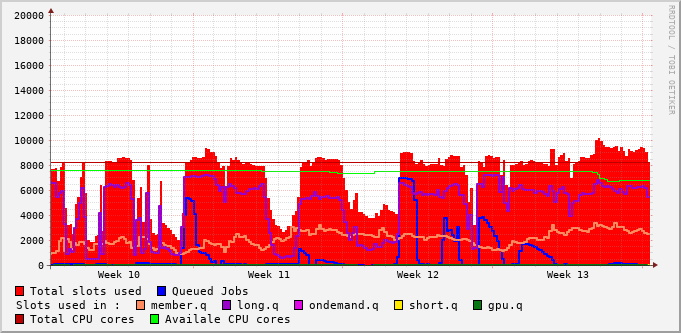 20000
18000
16000
14000
12000
10000
8000
6000
4000
2000
0
Week 10 Week 11 Week 12 Week 13
Total slots used Queued Jobs
Slots used in : member.q long.q ondemand.q short.q gpu.q
Total CPU cores Availale CPU cores
RRDTOOL / TOBI OETIKER